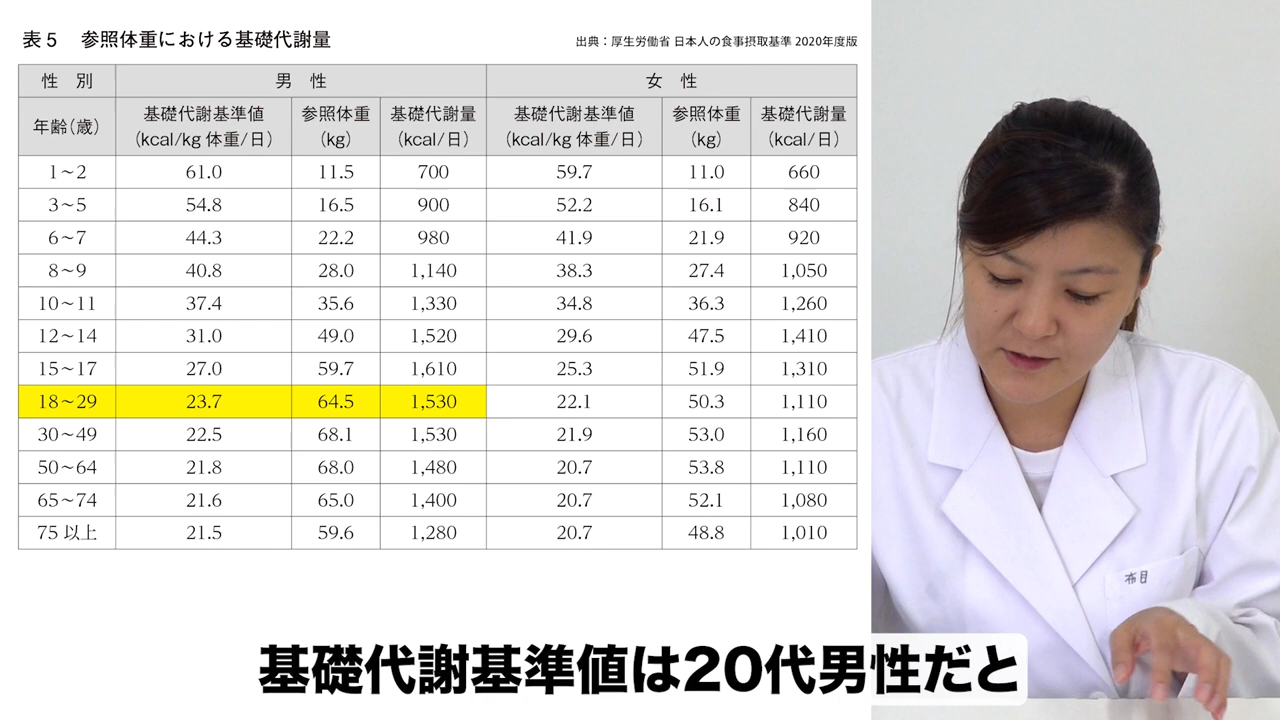 表5 参照体重における基礎代謝量
出典：厚生労働省 日本人の食事摂取基準 2020年度版
性 別 男 性 女 性
年齢(歳) 基礎代謝基準値 (kcal/kg 体重/日) 参照体重 (kg) 基礎代謝量 (kcal/日) 基礎代謝基準値 (kcal/kg 体重/日) 参照体重 (kg) 基礎代謝量 (kcal/日)
1～2 61.0 11.5 700 59.7 11.0 660
3～5 54.8 16.5 900 52.2 16.1 840
6～7 44.3 22.2 980 41.9 21.9 920
8～9 40.8 28.0 1,140 38.3 27.4 1,050
10～11 37.4 35.6 1,330 34.8 36.3 1,260
12～14 31.0 49.0 1,520 29.6 47.5 1,410
15～17 27.0 59.7 1,610 25.3 51.9 1,310
18～29 23.7 64.5 1,530 22.1 50.3 1,110
30～49 22.5 68.1 1,530 21.9 53.0 1,160
50～64 21.8 68.0 1,480 20.7 53.8 1,110
65～74 21.6 65.0 1,400 20.7 52.1 1,080
75 以上 21.5 59.6 1,280 20.7 48.8 1,010
布目
基礎代謝基準値は20代男性だと